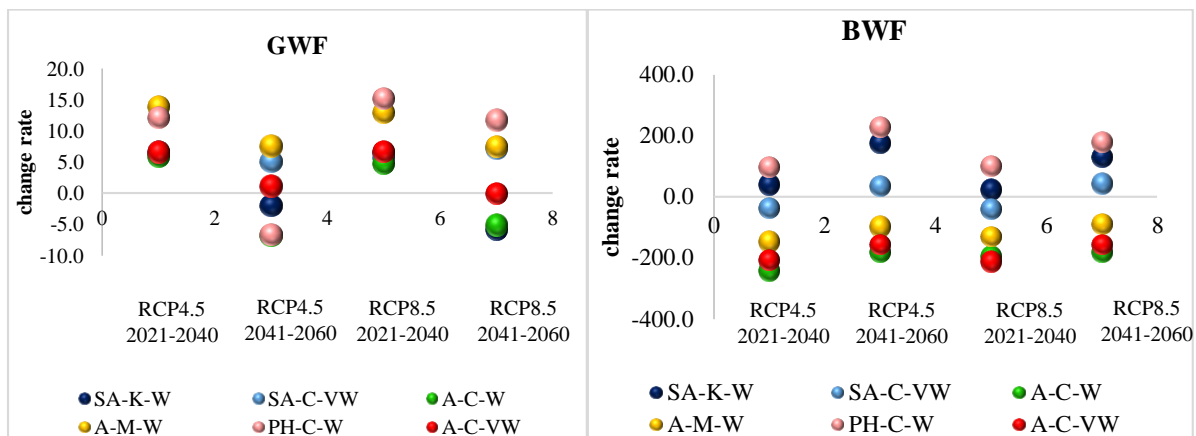 GWF
20.0
15.0
10.0
5.0
0.0
-5.0
-10.0
change rate
0 2 4 6 8
RCP4.5 RCP4.5 RCP8.5 RCP8.5
2021-2040 2041-2060 2021-2040 2041-2060
SA-K-W SA-C-VW A-C-W
A-M-W PH-C-W A-C-VW
BWF
400.0
200.0
0.0
-200.0
-400.0
change rate
0 2 4 6 8
RCP4.5 RCP4.5 RCP8.5 RCP8.5
2021-2040 2041-2060 2021-2040 2041-2060
SA-K-W SA-C-VW A-C-W
A-M-W PH-C-W A-C-VW